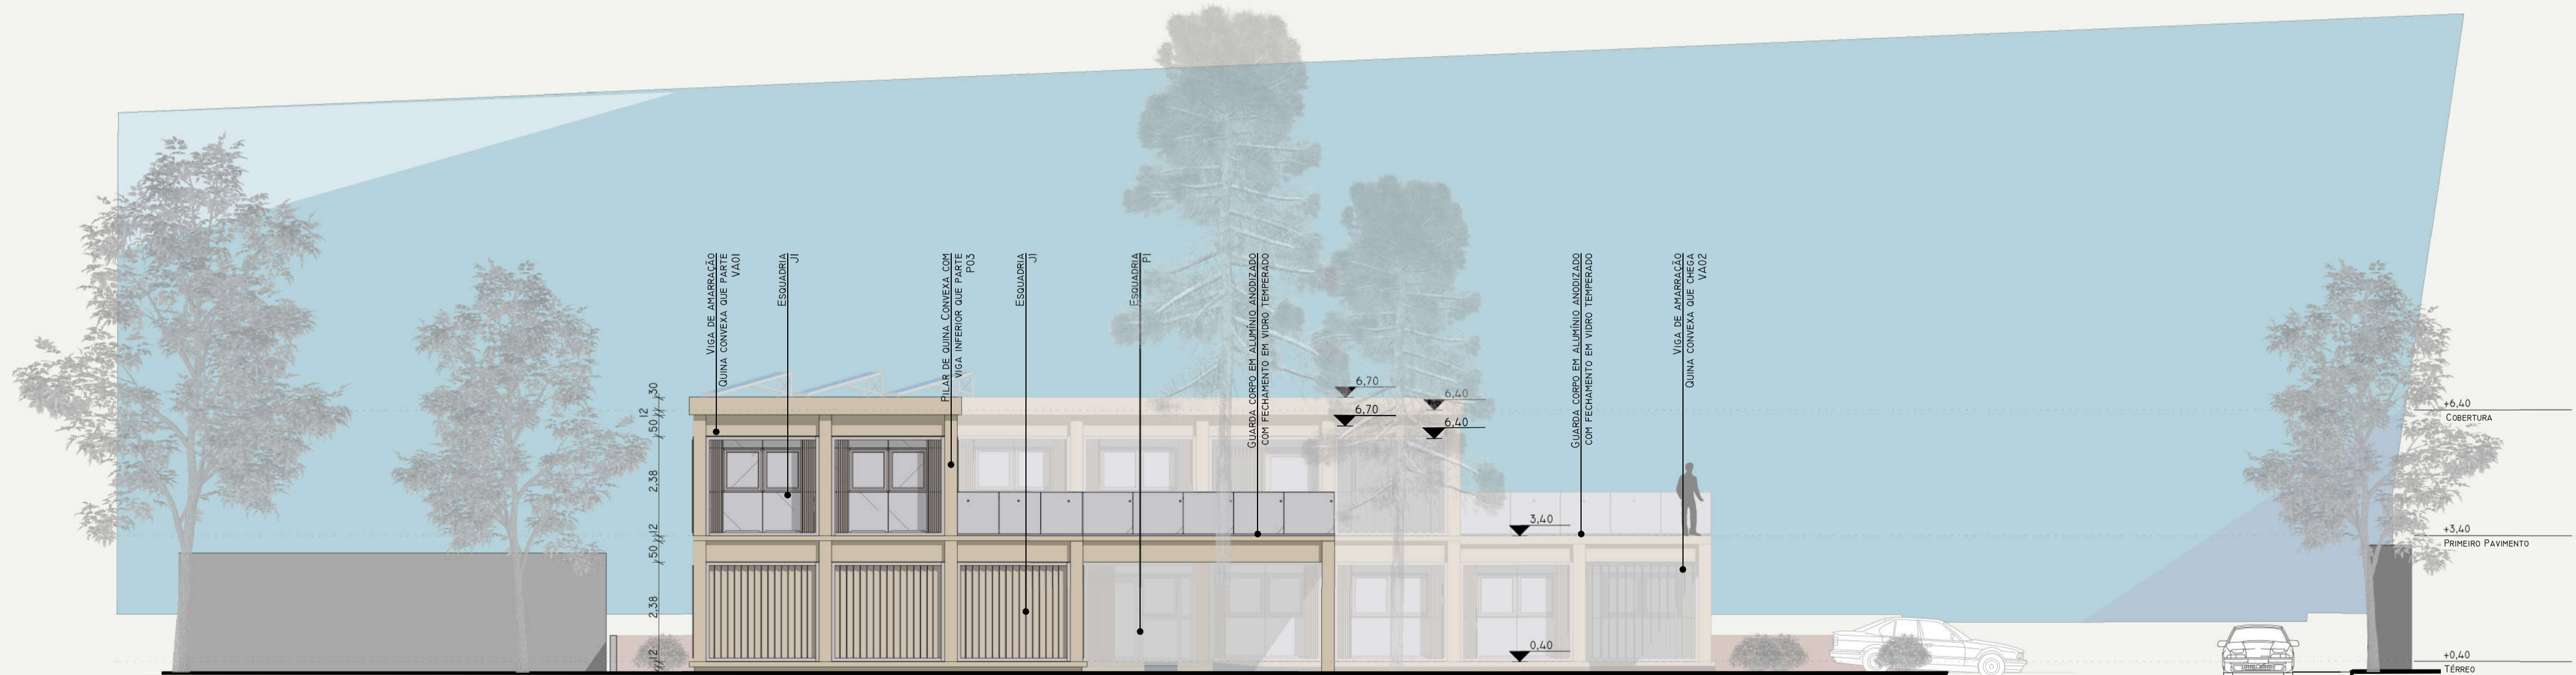 VIGA DE AMARRAÇÃO
QUINA CONVEXA QUE PARTE
VA01
ESQUADRIA
J1
PILAR DE QUINA CONVEXA COM
VIGA INFERIOR QUE PARTE
P03
ESQUADRIA
J1
ESQUADRIA
P1
GUARDA CORPO EM ALUMÍNIO ANODIZADO
COM FECHAMENTO EM VIDRO TEMPERADO
GUARDA CORPO EM ALUMÍNIO ANODIZADO
COM FECHAMENTO EM VIDRO TEMPERADO
VIGA DE AMARRAÇÃO
QUINA CONVEXA QUE CHEGA
VA02
30
12
50
2,38
12
50
2,38
12
6,70
6,70
6,40
6,40
3,40
0,40
+6,40
COBERTURA
+3,40
PRIMEIRO PAVIMENTO
+0,40
TÉRREO